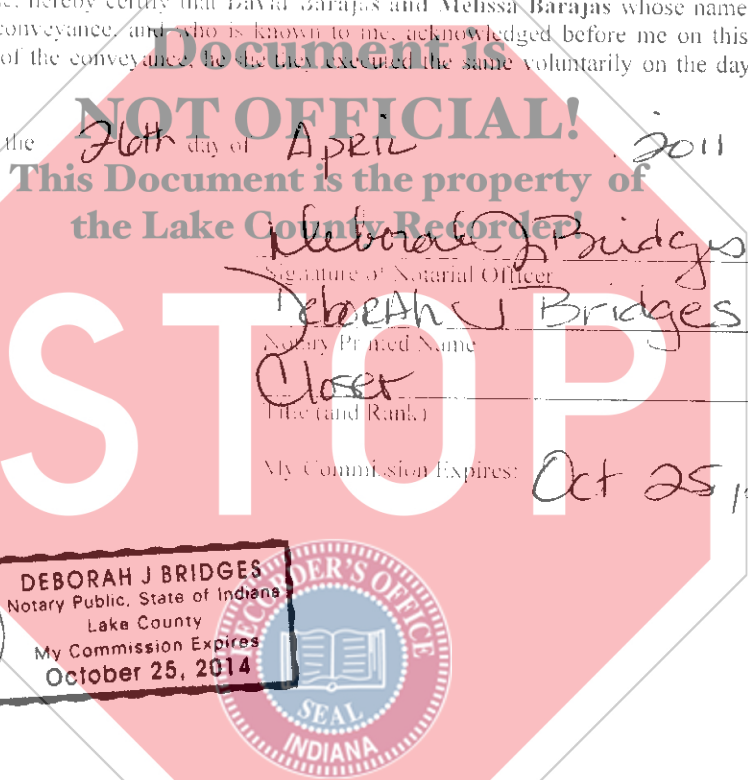 hereby certify that David Barajas and Melissa Barajas whose name
conveyance, and who is known to me, acknowledged before me on this
Document is
of the conveyance, he she they executed the same voluntarily on the day
NOT OFFICIAL!
the 26th day of April 2011
This Document is the property of
the Lake County Recorder!
Deborah J Bridges
Signature of Notarial Officer
Deborah J Bridges
Notary Printed Name
Closer
Title (and Rank)
My Commission Expires: Oct 25,
STOP
DEBORAH J BRIDGES
Notary Public, State of Indiana
Lake County
My Commission Expires
October 25, 2014
RECORDER'S OFFICE
SEAL
INDIANA